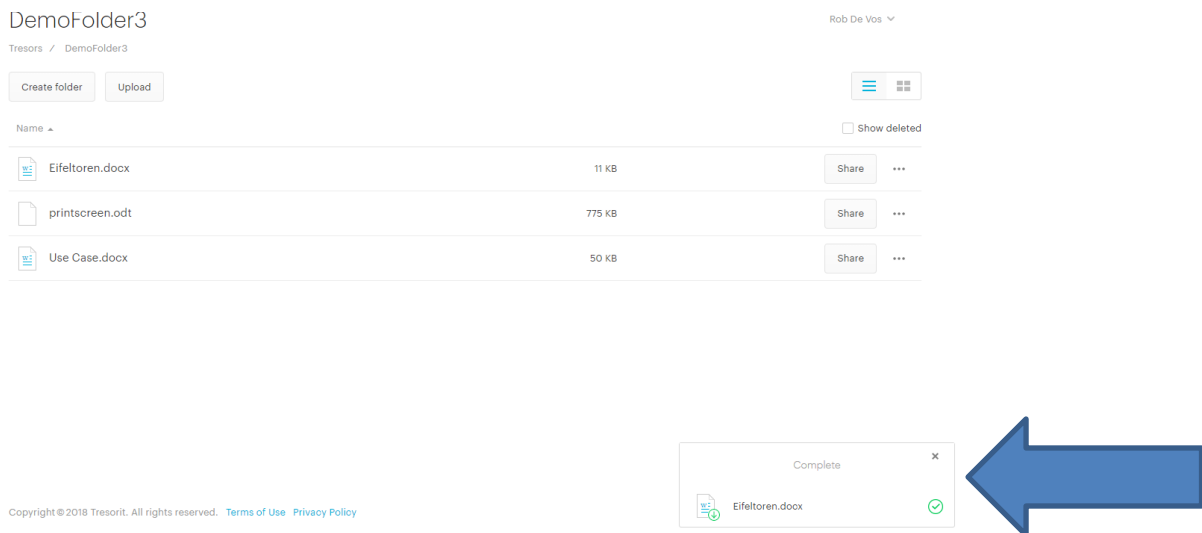 DemoFolder3
Rob De Vos
Tresors / DemoFolder3
Create folder Upload
Name Show deleted
Eifeltoren.docx 11 KB Share
printscreen.odt 775 KB Share
Use Case.docx 50 KB Share
Complete
Eifeltoren.docx
Copyright©2018 Tresorit. All rights reserved. Terms of Use Privacy Policy